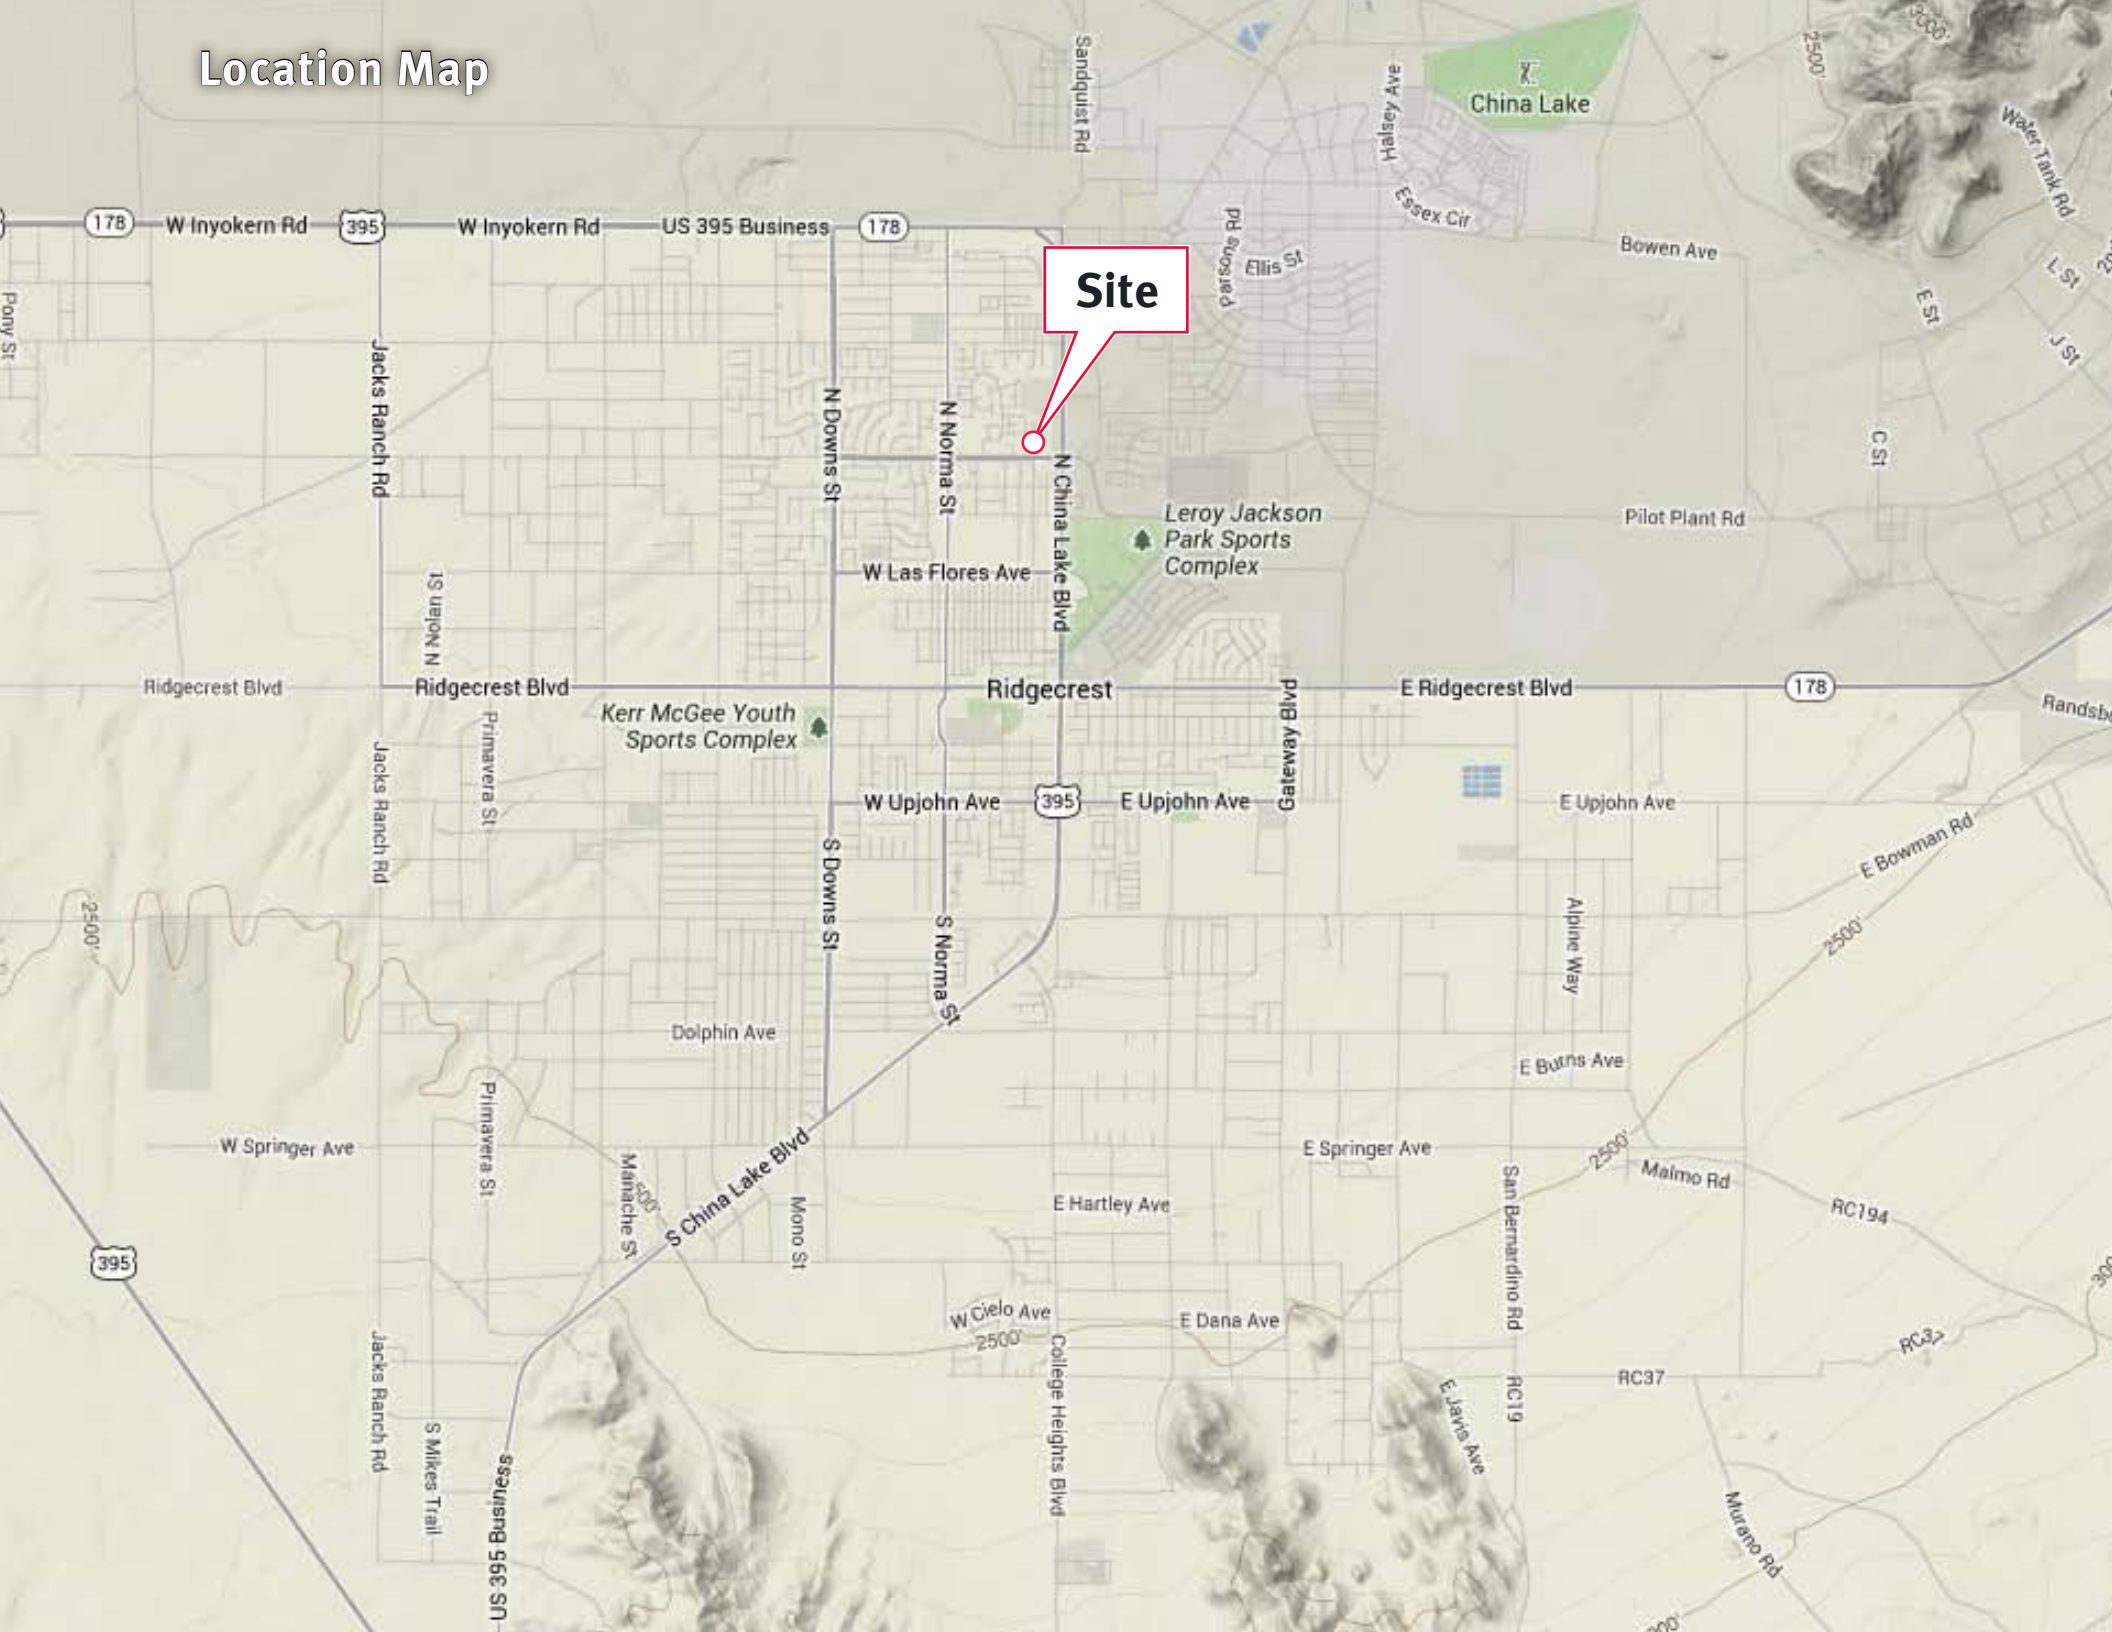 Location Map
Sandquist Rd
Halsey Ave
China Lake
2500'
3000'
Water Tank Rd
Essex Cir
178
W Inyokern Rd
395
W Inyokern Rd
US 395 Business
178
Parsons Rd
Ellis St
Bowen Ave
L St
E St
J St
Site
Pony St
Jacks Ranch Rd
N Downs St
N Norma St
N China Lake Blvd
C St
Leroy Jackson
Park Sports
Complex
Pilot Plant Rd
W Las Flores Ave
N Nolan St
Ridgecrest Blvd
Ridgecrest Blvd
Ridgecrest
E Ridgecrest Blvd
178
Kerr McGee Youth
Sports Complex
Gateway Blvd
Primavera St
Jacks Ranch Rd
W Upjohn Ave
395
E Upjohn Ave
E Upjohn Ave
E Bowman Rd
S Downs St
2500'
Alpine Way
2500'
S Norma St
Dolphin Ave
E Burns Ave
Primavera St
W Springer Ave
S China Lake Blvd
E Springer Ave
2500'
Malmo Rd
Manache St
Mono St
E Hartley Ave
San Bernardino Rd
RC194
395
W Cielo Ave
2500'
E Dana Ave
RC37
Jacks Ranch Rd
College Heights Blvd
RC19
RC37
E Javis Ave
S Mikes Trail
US 395 Business
Murano Rd